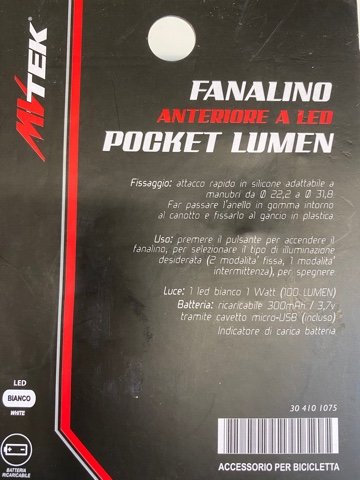 MVTEK
FANALINO
ANTERIORE A LED
POCKET LUMEN
Fissaggio: attacco rapido in silicone adattabile a
manubri da Ø 22,2 a Ø 31,8.
Far passare l'anello in gomma intorno
al canotto e fissarlo al gancio in plastica.
Uso: premere il pulsante per accendere il
fanalino, per selezionare il tipo di illuminazione
desiderata (2 modalita' fissa, 1 modalita'
intermittenza), per spegnere
Luce: 1 led bianco 1 Watt (100 LUMEN)
Batteria: ricaricabile 300mAh / 3,7v
tramite cavetto micro-USB (incluso)
Indicatore di carica batteria
LED
BIANCO
WHITE
BATTERIA
RICARICABILE
30 410 1075
ACCESSORIO PER BICICLETTA